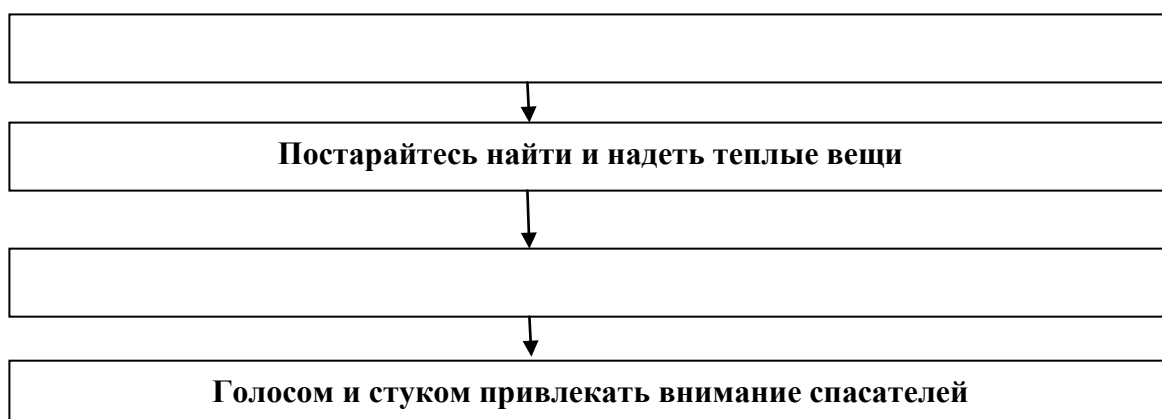 Постарайтесь найти и надеть теплые вещи
Голосом и стуком привлекать внимание спасателей